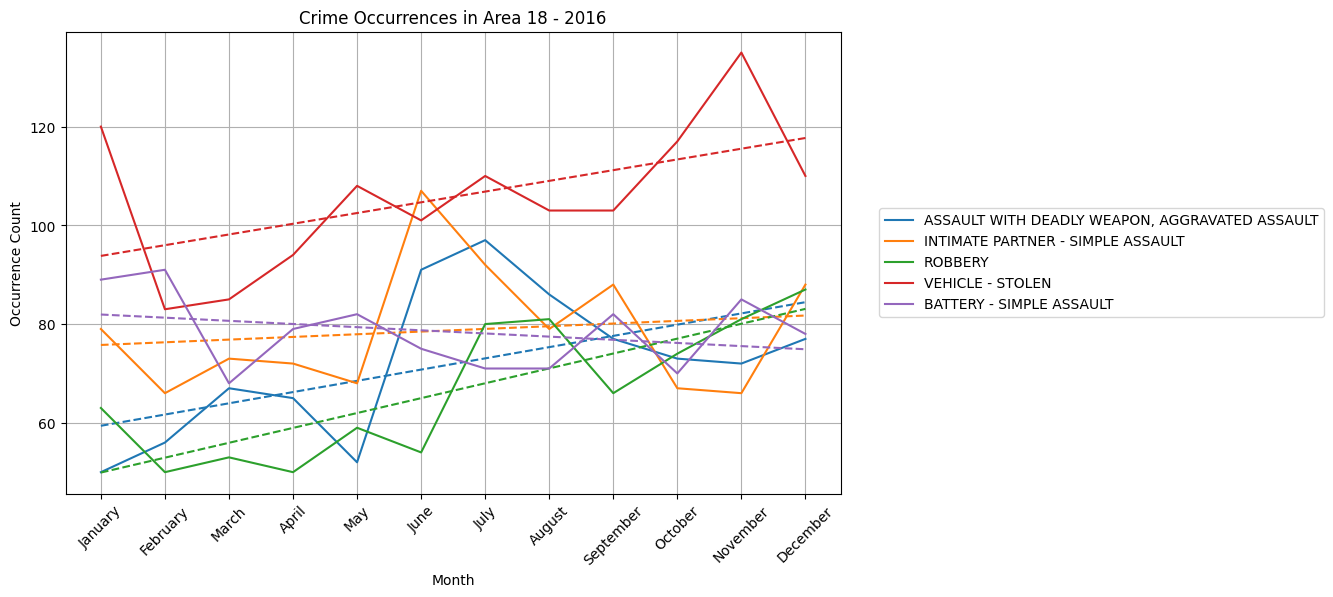 Crime Occurrences in Area 18 - 2016
Occurrence Count
120
100
80
60
January
February
March
April
May
June
July
August
September
October
November
December
Month
ASSAULT WITH DEADLY WEAPON, AGGRAVATED ASSAULT
INTIMATE PARTNER - SIMPLE ASSAULT
ROBBERY
VEHICLE - STOLEN
BATTERY - SIMPLE ASSAULT